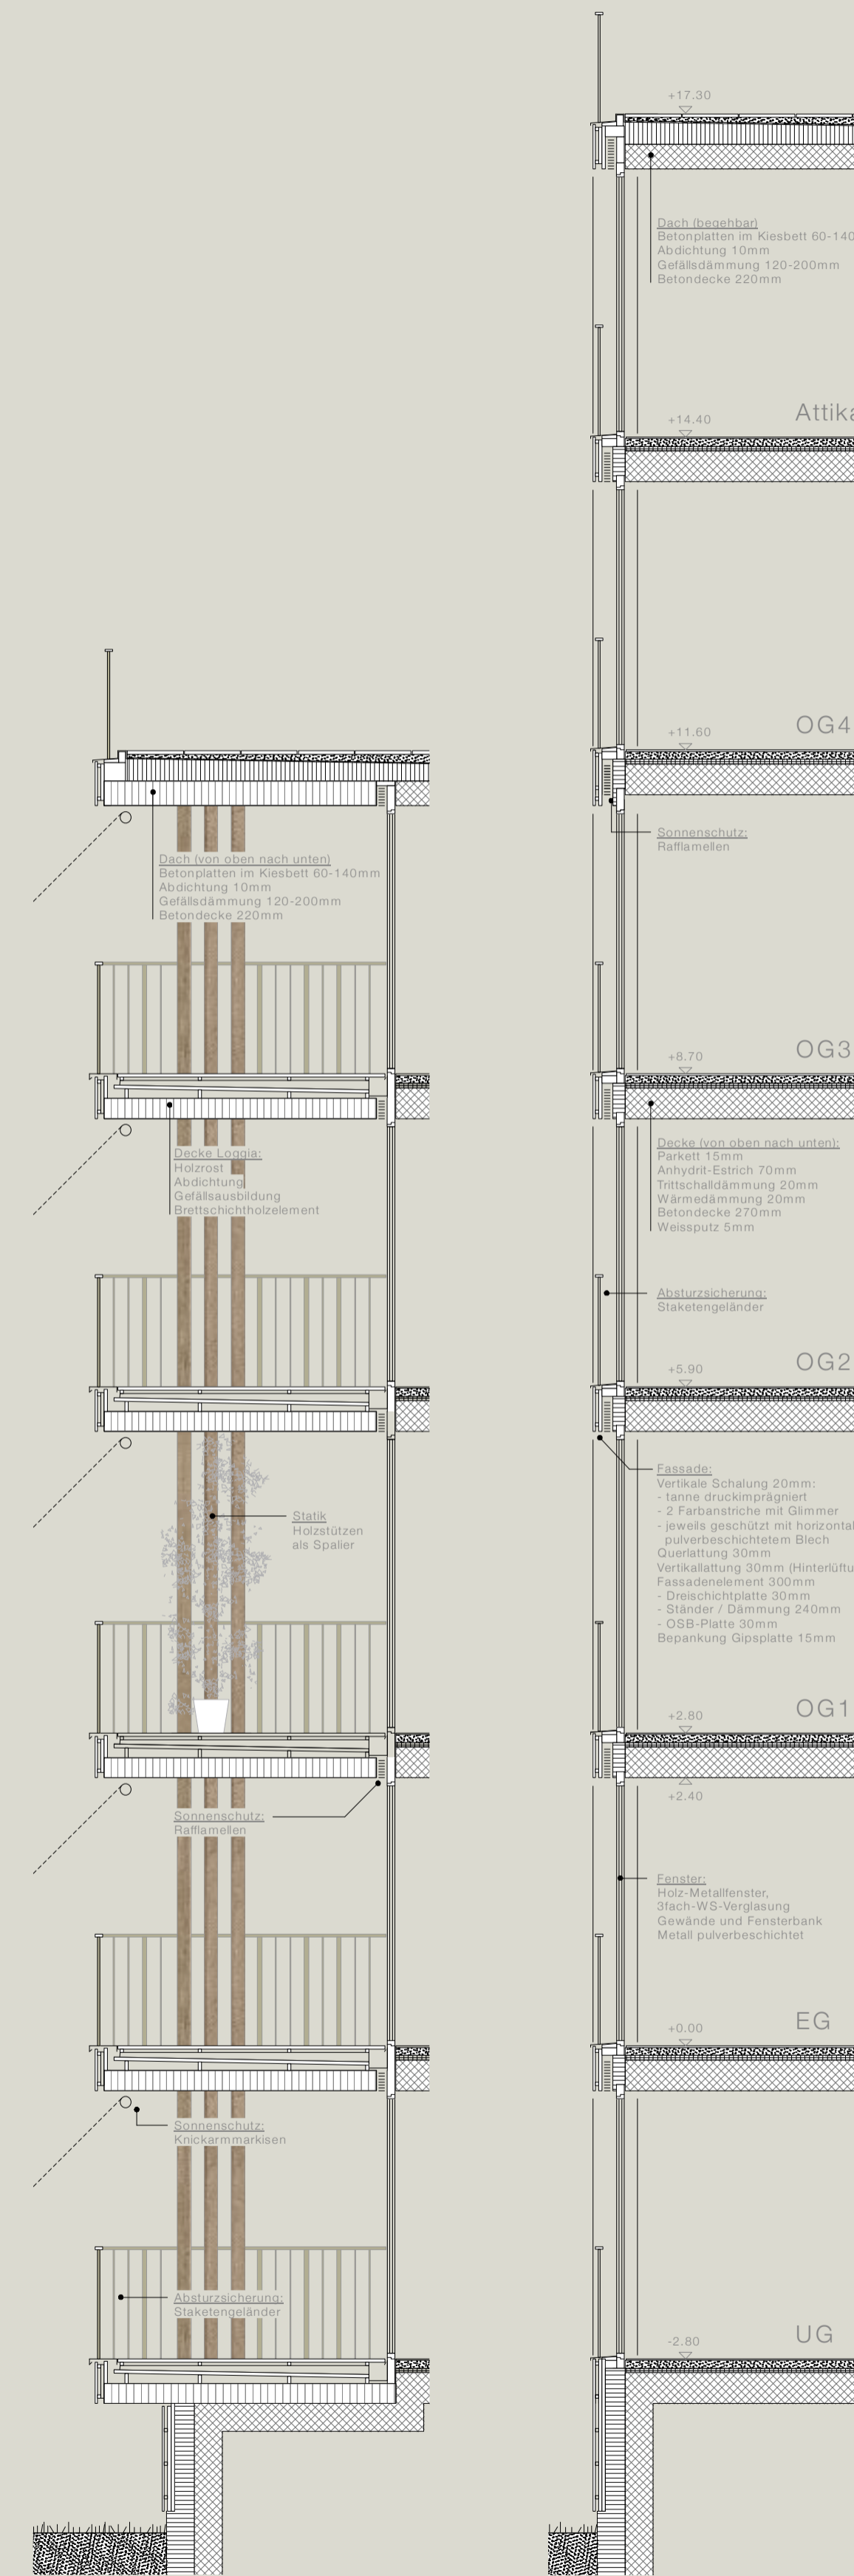 +17.30
Dach (begehbar)
Betonplatten im Kiesbett 60-140
Abdichtung 10mm
Gefällsdämmung 120-200mm
Betondecke 220mm
+14.40
Attika
+11.60
OG4
Sonnenschutz:
Rafflamellen
Dach (von oben nach unten)
Betonplatten im Kiesbett 60-140mm
Abdichtung 10mm
Gefällsdämmung 120-200mm
Betondecke 220mm
+8.70
OG3
Decke Loggia:
Holzrost
Abdichtung
Gefällsausbildung
Brettschichtholzelement
Decke (von oben nach unten):
Parkett 15mm
Anhydrit-Estrich 70mm
Trittschalldämmung 20mm
Wärmedämmung 20mm
Betondecke 270mm
Weissputz 5mm
Absturzsicherung:
Staketengeländer
+5.90
OG2
Fassade:
Vertikale Schalung 20mm:
- tanne druckimprägniert
- 2 Farbanstriche mit Glimmer
- jeweils geschützt mit horizontal
pulverbeschichtetem Blech
Querlattung 30mm
Vertikallattung 30mm (Hinterlüftu
Fassadenelement 300mm
- Dreischichtplatte 30mm
- Ständer / Dämmung 240mm
- OSB-Platte 30mm
Bepankung Gipsplatte 15mm
Statik
Holzstützen
als Spalier
+2.80
OG1
+2.40
Sonnenschutz:
Rafflamellen
Fenster:
Holz-Metallfenster,
3fach-WS-Verglasung
Gewände und Fensterbank
Metall pulverbeschichtet
+0.00
EG
Sonnenschutz:
Knickarmmarkisen
Absturzsicherung:
Staketengeländer
-2.80
UG